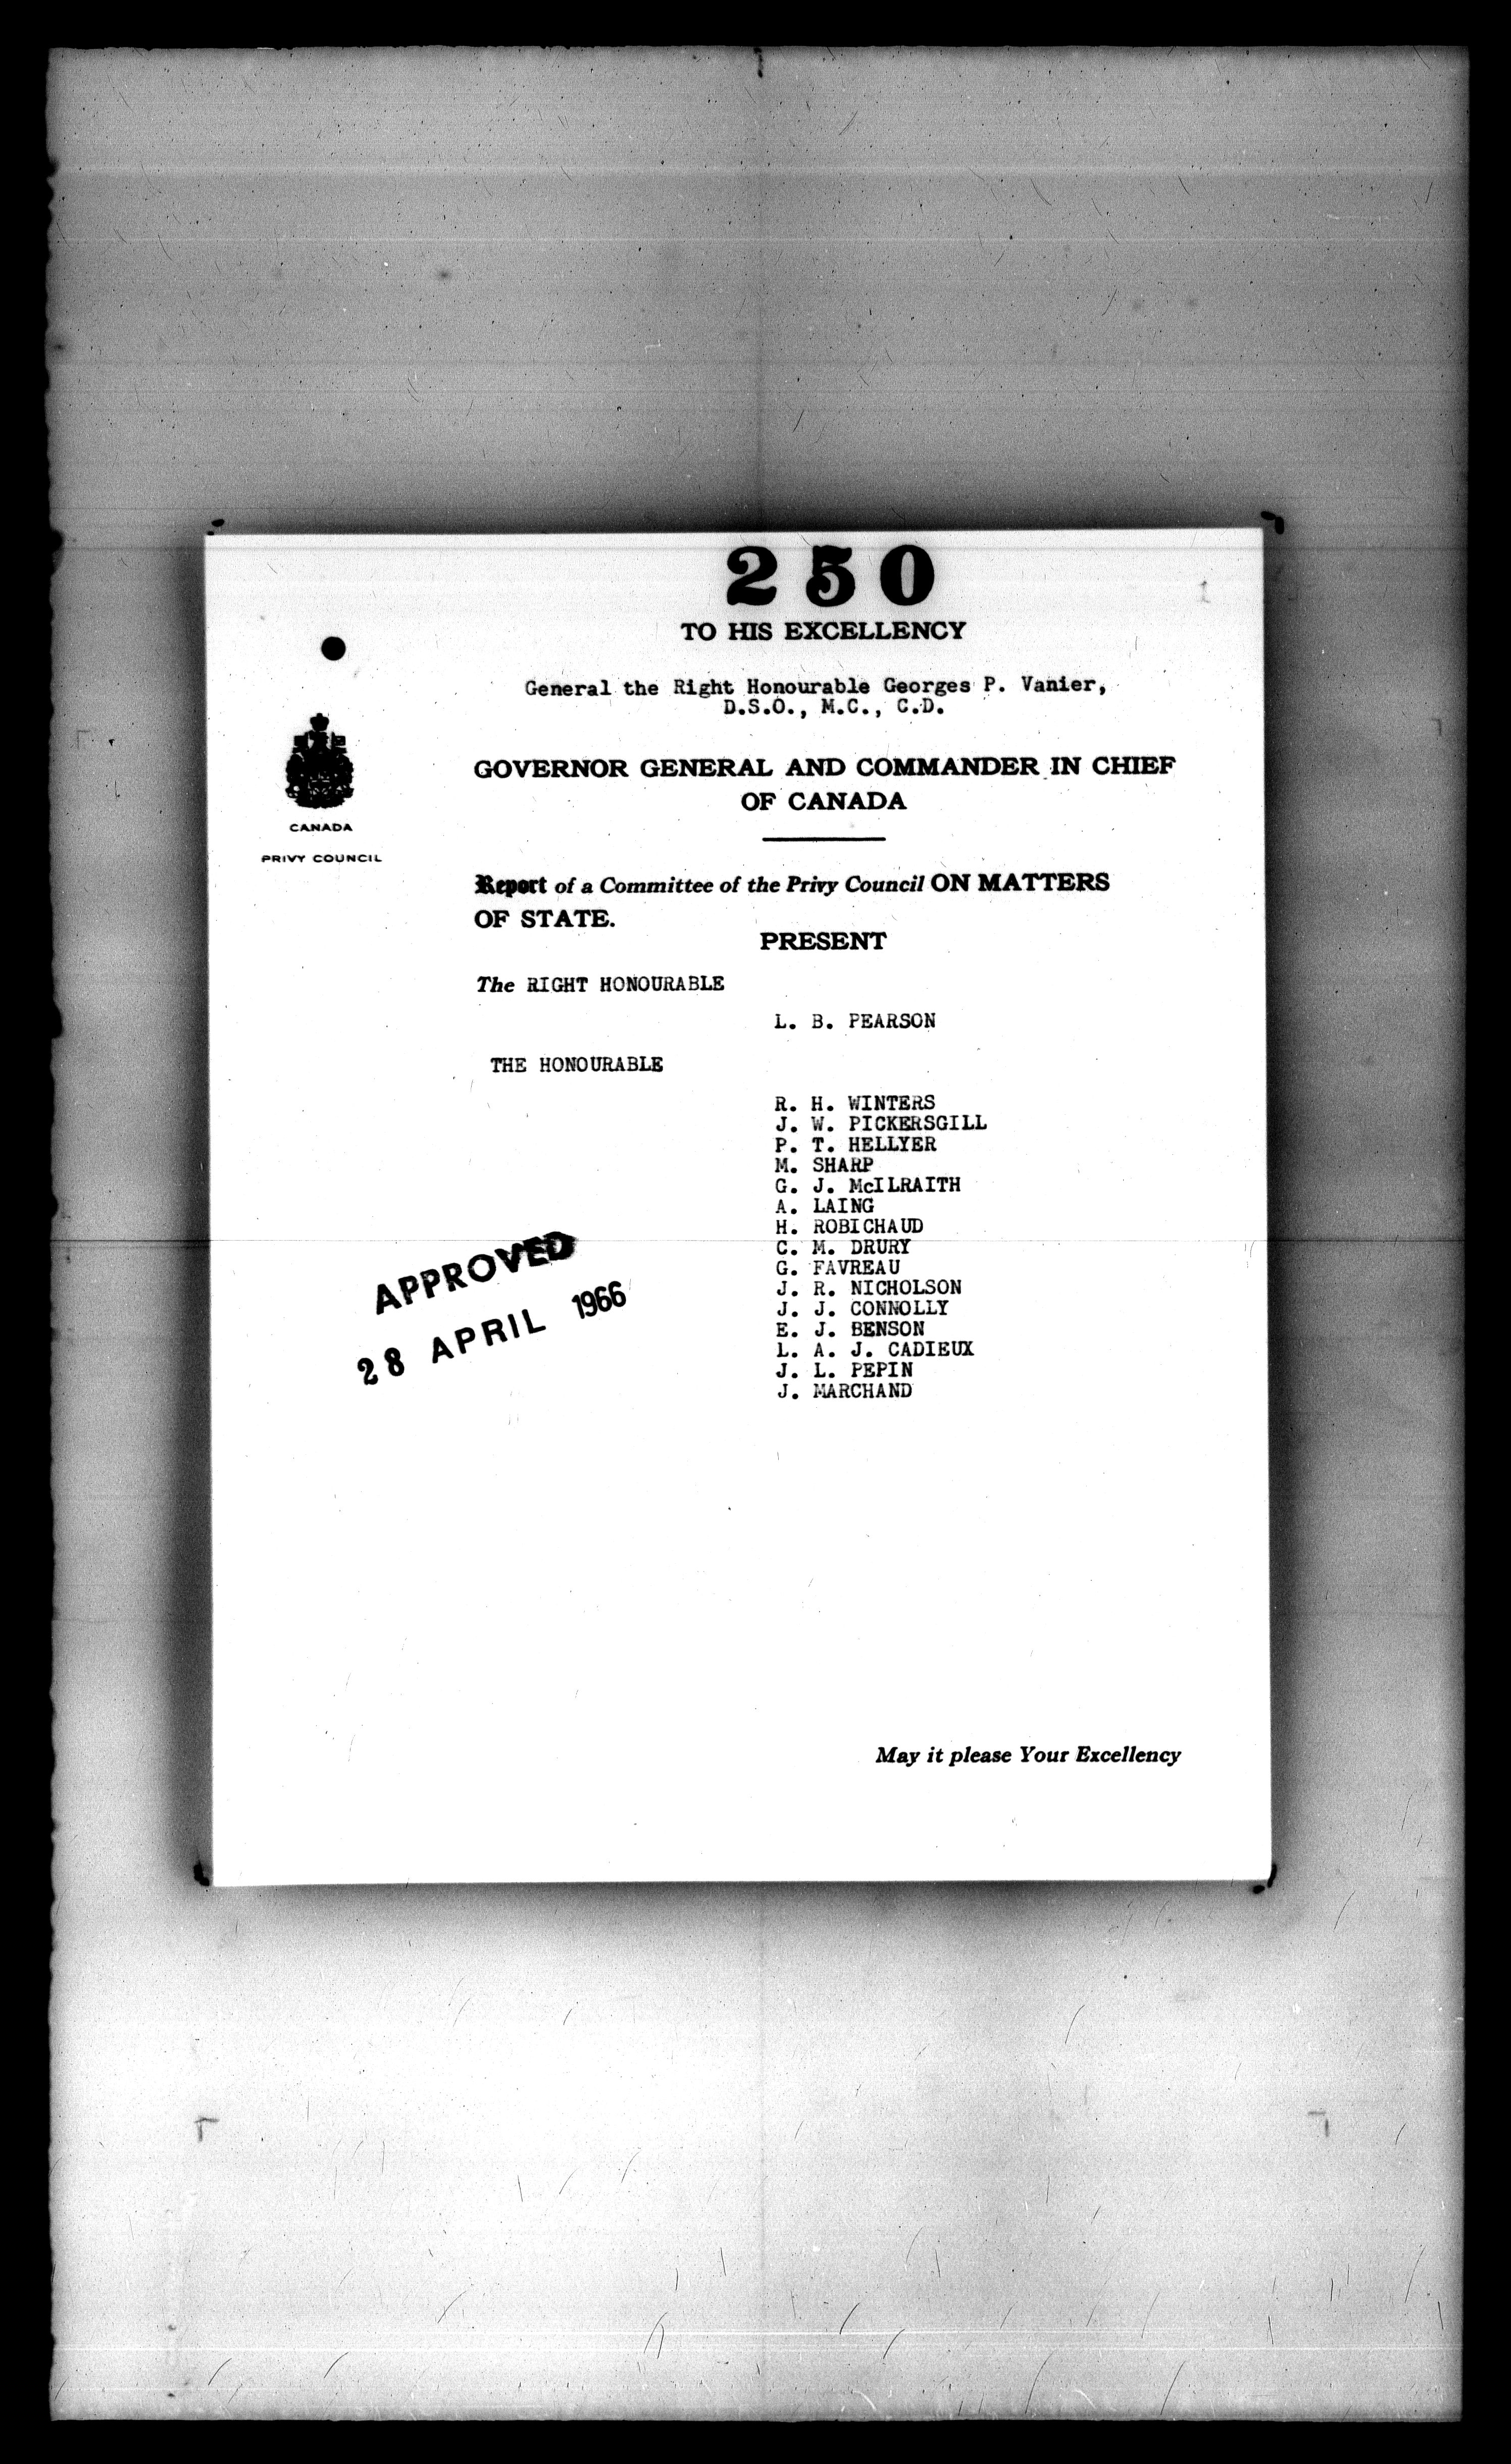 250
TO HIS EXCELLENCY
General the Right Honourable Georges P. Vanier,
D.S.O., M.C., C.D.
GOVERNOR GENERAL AND COMMANDER IN CHIEF
OF CANADA
CANADA
PRIVY COUNCIL
Report of a Committee of the Privy Council ON MATTERS
OF STATE.
PRESENT
The RIGHT HONOURABLE
L. B. PEARSON
THE HONOURABLE
R. H. WINTERS
J. W. PICKERSGILL
P. T. HELLYER
M. SHARP
G. J. McILRAITH
A. LAING
H. ROBICHAUD
C. M. DRURY
G. FAVREAU
J. R. NICHOLSON
J. J. CONNOLLY
E. J. BENSON
L. A. J. CADIEUX
J. L. PEPIN
J. MARCHAND
APPROVED
28 APRIL 1966
May it please Your Excellency